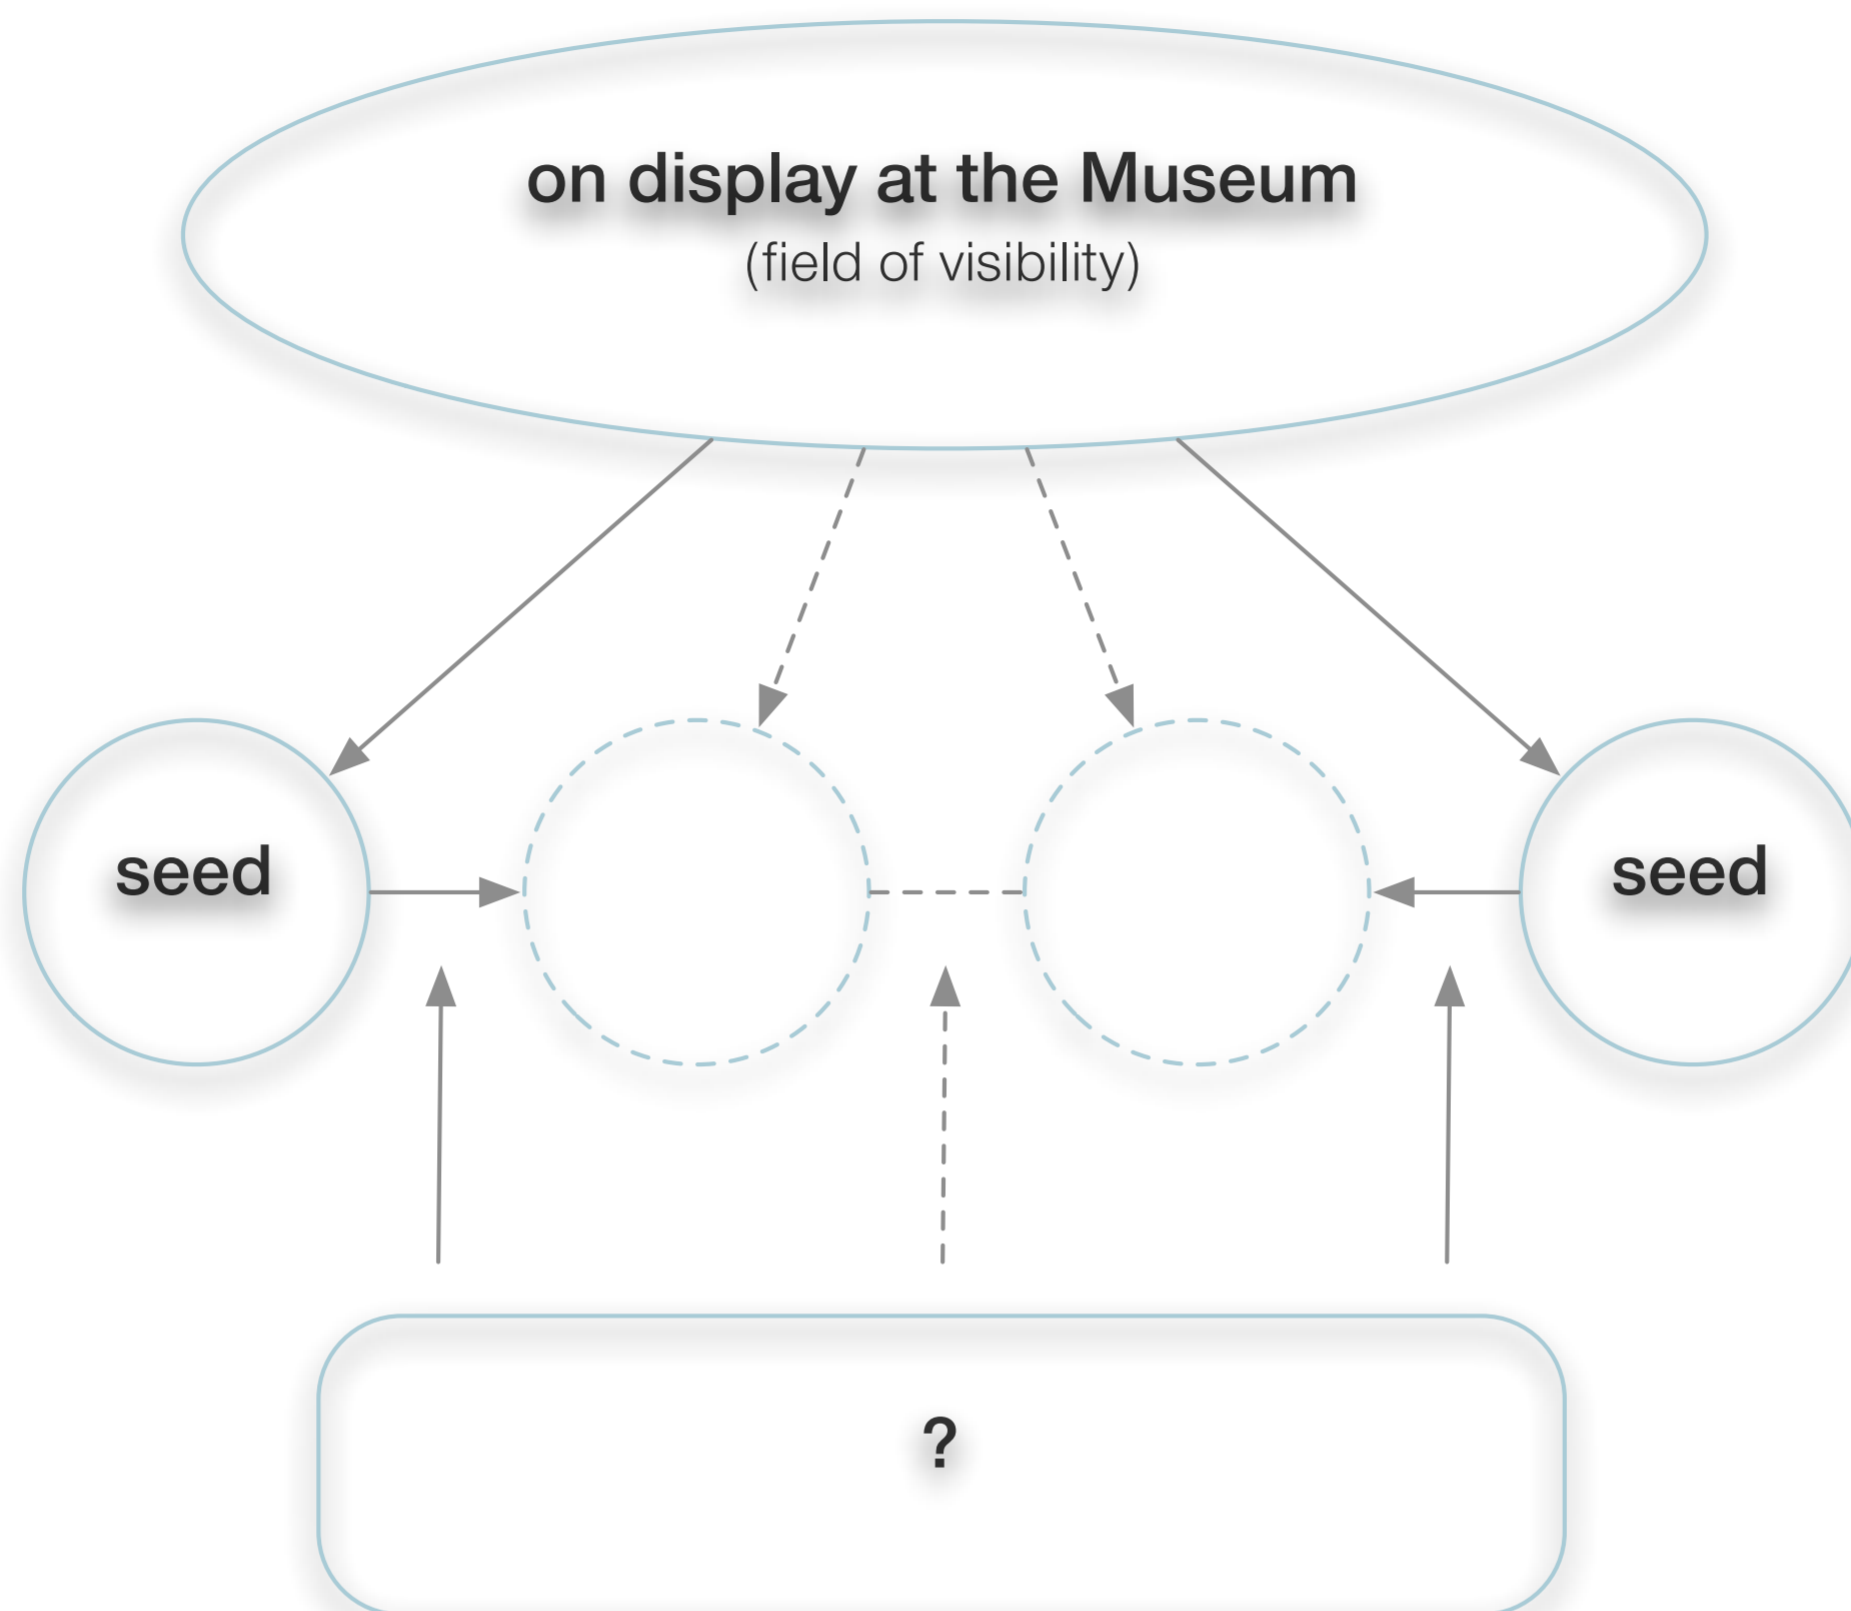 on display at the Museum
(field of visibility)
seed
seed
?